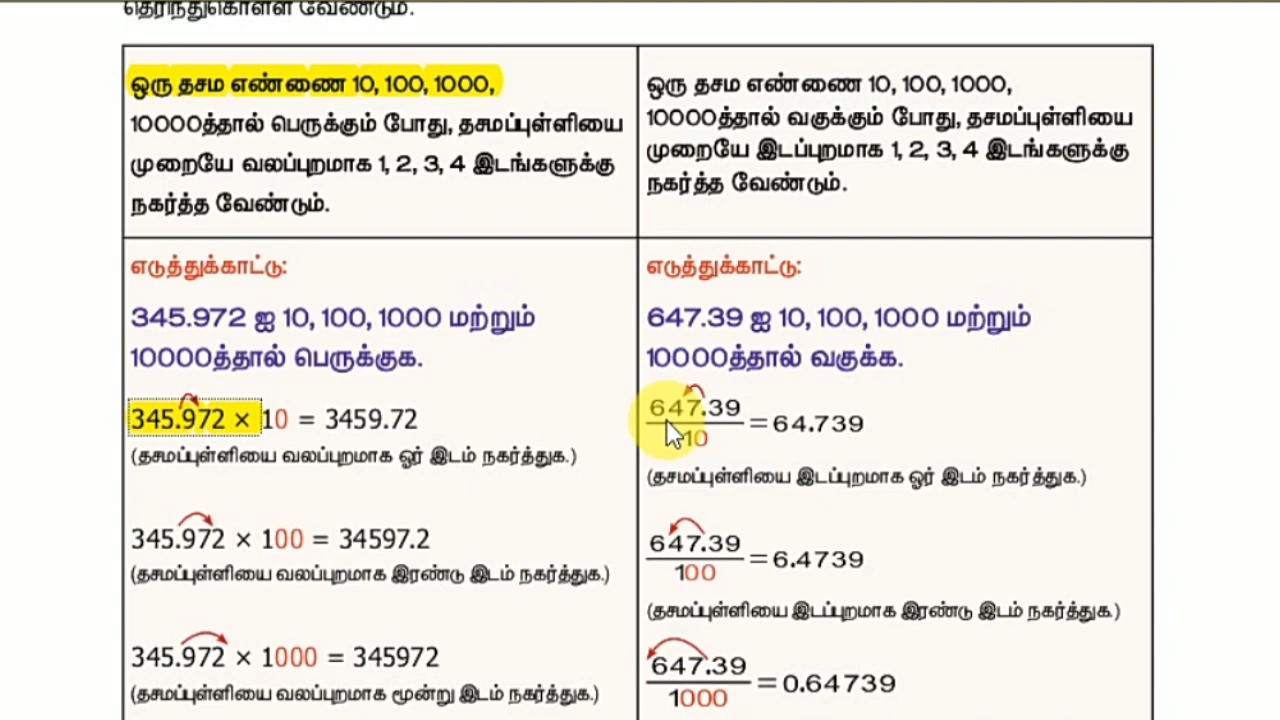 தெரிந்துகொள்ள வேண்டும்.
ஒரு தசம எண்ணை 10, 100, 1000,
10000த்தால் பெருக்கும் போது, தசமப்புள்ளியை
முறையே வலப்புறமாக 1, 2, 3, 4 இடங்களுக்கு
நகர்த்த வேண்டும்.
ஒரு தசம எண்ணை 10, 100, 1000,
10000த்தால் வகுக்கும் போது, தசமப்புள்ளியை
முறையே இடப்புறமாக 1, 2, 3, 4 இடங்களுக்கு
நகர்த்த வேண்டும்.
எடுத்துக்காட்டு:
345.972 ஐ 10, 100, 1000 மற்றும்
10000த்தால் பெருக்குக.
345.972 × 10 = 3459.72
(தசமப்புள்ளியை வலப்புறமாக ஓர் இடம் நகர்த்துக.)
345.972 × 100 = 34597.2
(தசமப்புள்ளியை வலப்புறமாக இரண்டு இடம் நகர்த்துக.)
345.972 × 1000 = 345972
(தசமப்புள்ளியை வலப்புறமாக மூன்று இடம் நகர்த்துக.)
எடுத்துக்காட்டு:
647.39 ஐ 10, 100, 1000 மற்றும்
10000த்தால் வகுக்க.
647.39
10
= 64.739
(தசமப்புள்ளியை இடப்புறமாக ஓர் இடம் நகர்த்துக.)
647.39
100
= 6.4739
(தசமப்புள்ளியை இடப்புறமாக இரண்டு இடம் நகர்த்துக.)
647.39
1000
= 0.64739